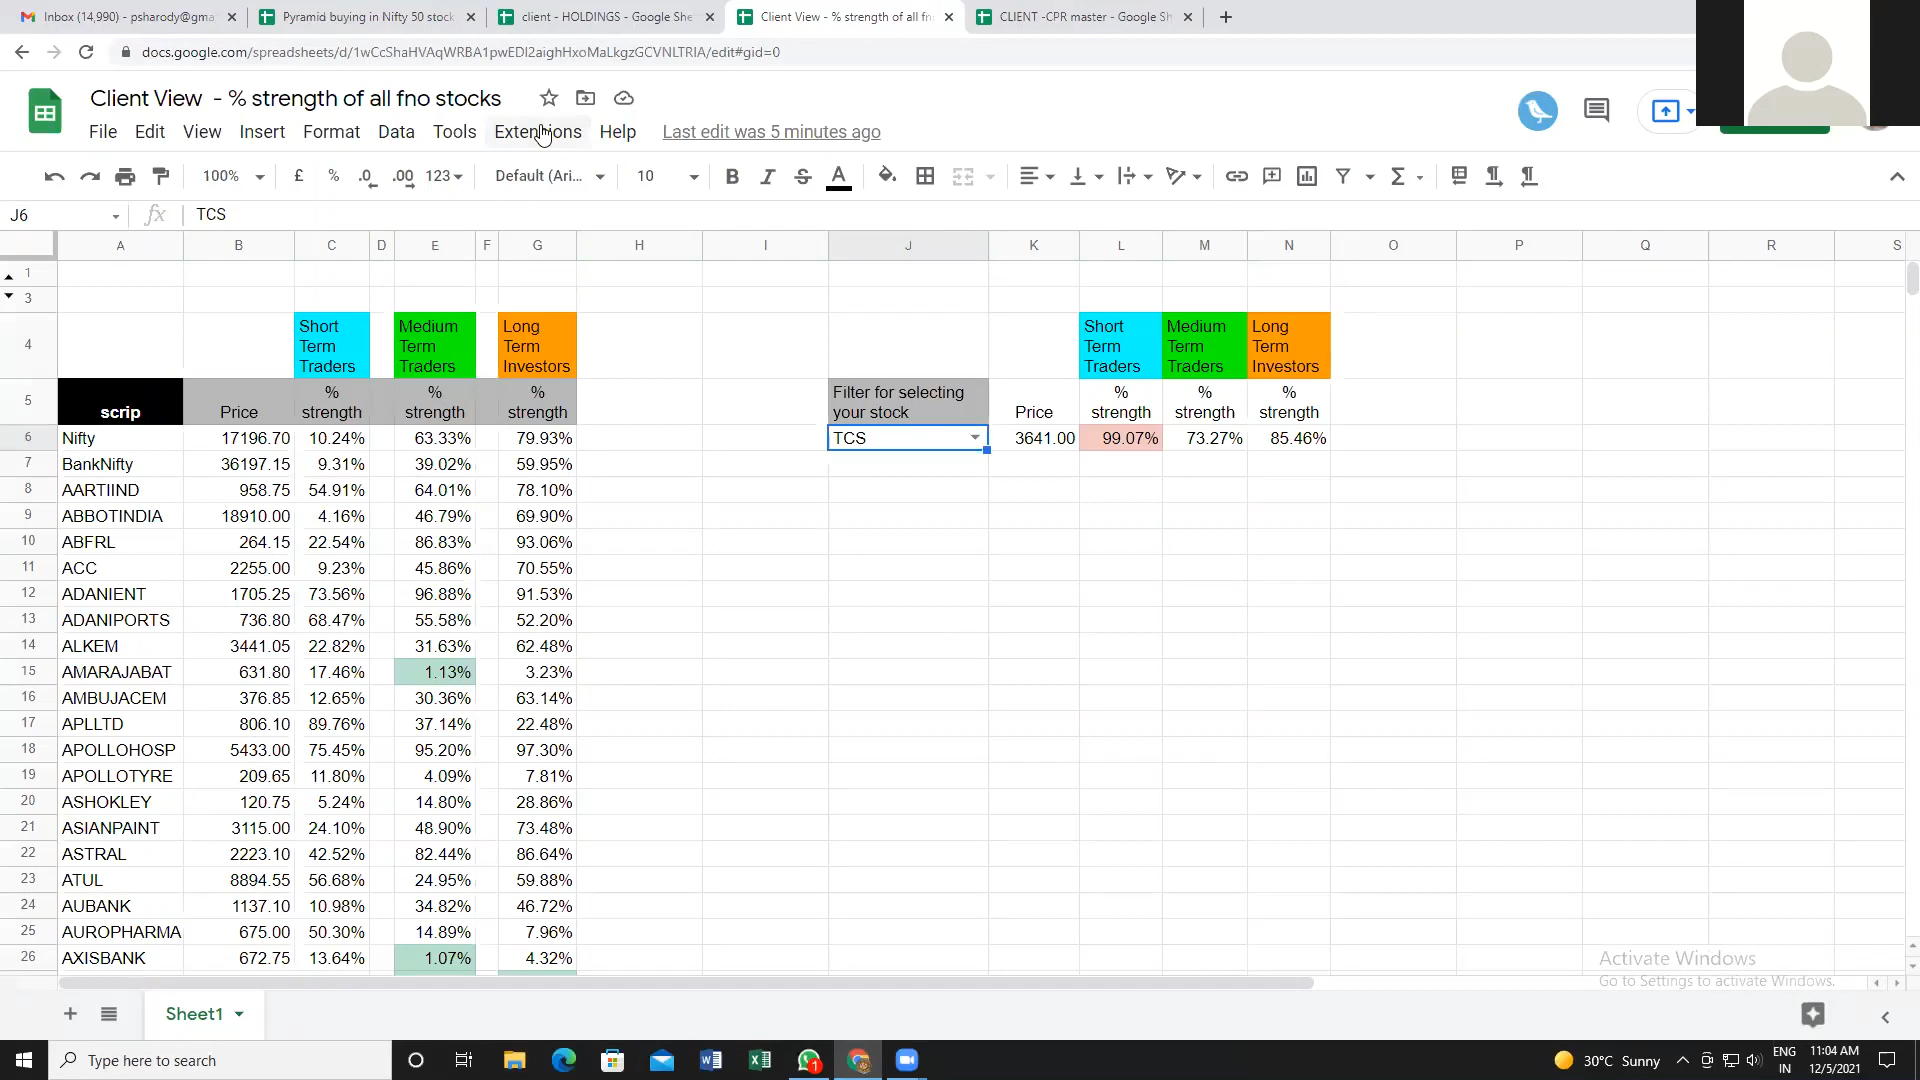 Inbox (14,990) - psharody@gma
Pyramid buying in Nifty 50 stock
client - HOLDINGS - Google She
Client View - % strength of all fn
CLIENT -CPR master - Google Sh
docs.google.com/spreadsheets/d/1wCcShaHVAqWRBA1pwEDl2aighHxoMaLkgzGCVNLTRIA/edit#gid=0
Client View - % strength of all fno stocks
File Edit View Insert Format Data Tools Extensions Help Last edit was 5 minutes ago
100% £ % .0 .00 123 Default (Ari... 10 B I S A Σ
J6 fx TCS
A B C D E F G H I J K L M N O P Q R S
1
3
4 Short Term Traders Medium Term Traders Long Term Investors Short Term Traders Medium Term Traders Long Term Investors
5 scrip Price % strength % strength % strength Filter for selecting your stock Price % strength % strength % strength
6 Nifty 17196.70 10.24% 63.33% 79.93% TCS 3641.00 99.07% 73.27% 85.46%
7 BankNifty 36197.15 9.31% 39.02% 59.95%
8 AARTIIND 958.75 54.91% 64.01% 78.10%
9 ABBOTINDIA 18910.00 4.16% 46.79% 69.90%
10 ABFRL 264.15 22.54% 86.83% 93.06%
11 ACC 2255.00 9.23% 45.86% 70.55%
12 ADANIENT 1705.25 73.56% 96.88% 91.53%
13 ADANIPORTS 736.80 68.47% 55.58% 52.20%
14 ALKEM 3441.05 22.82% 31.63% 62.48%
15 AMARAJABAT 631.80 17.46% 1.13% 3.23%
16 AMBUJACEM 376.85 12.65% 30.36% 63.14%
17 APLLTD 806.10 89.76% 37.14% 22.48%
18 APOLLOHOSP 5433.00 75.45% 95.20% 97.30%
19 APOLLOTYRE 209.65 11.80% 4.09% 7.81%
20 ASHOKLEY 120.75 5.24% 14.80% 28.86%
21 ASIANPAINT 3115.00 24.10% 48.90% 73.48%
22 ASTRAL 2223.10 42.52% 82.44% 86.64%
23 ATUL 8894.55 56.68% 24.95% 59.88%
24 AUBANK 1137.10 10.98% 34.82% 46.72%
25 AUROPHARMA 675.00 50.30% 14.89% 7.96%
26 AXISBANK 672.75 13.64% 1.07% 4.32%
Activate Windows
Go to Settings to activate Windows.
Sheet1
Type here to search
1
30°C Sunny
ENG
IN
11:04 AM
12/5/2021